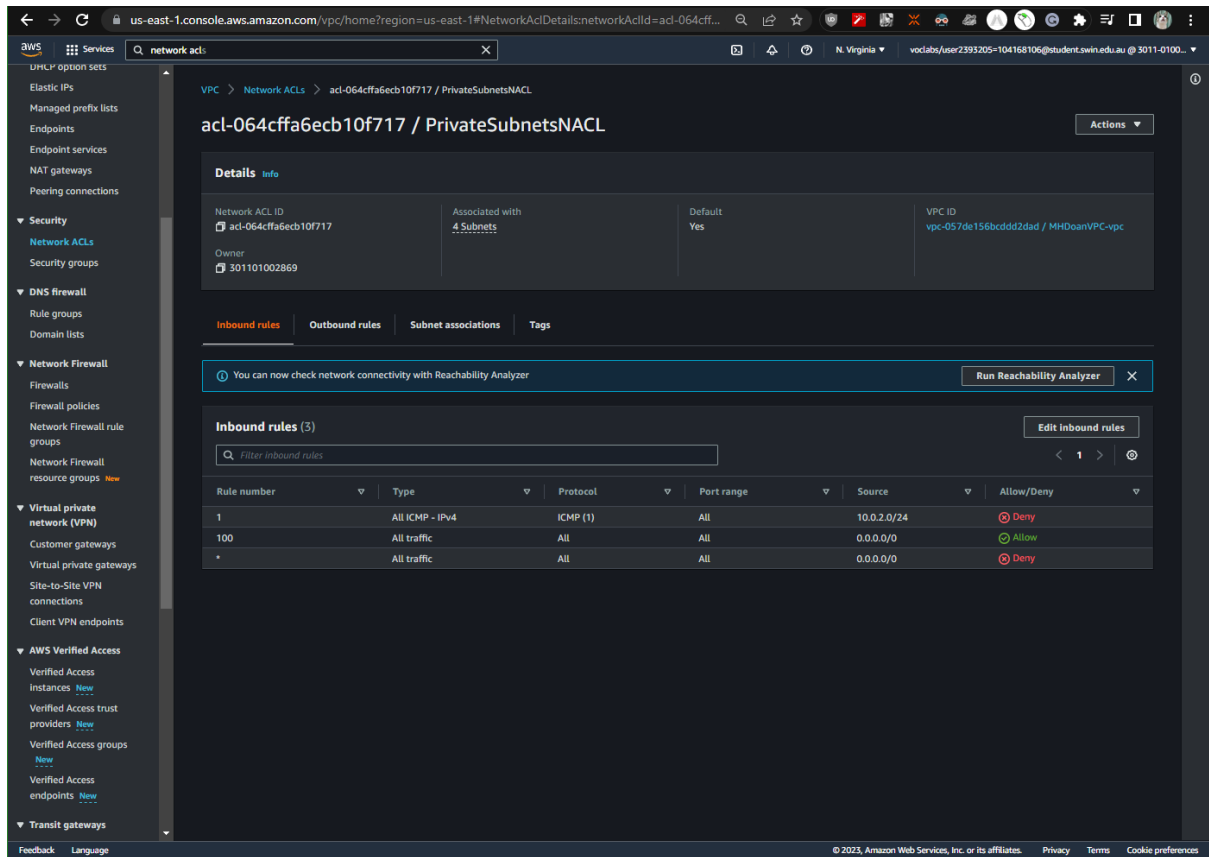 us-east-1.console.aws.amazon.com/vpc/home?region=us-east-1#NetworkAclDetails:networkAclId=acl-064cff...
aws Services network acls N. Virginia ▼ voclabs/user2393205=104168106@student.swin.edu.au @ 3011-0100... ▼
DHCP option sets
Elastic IPs
Managed prefix lists
Endpoints
Endpoint services
NAT gateways
Peering connections
▼ Security
Network ACLs
Security groups
▼ DNS firewall
Rule groups
Domain lists
▼ Network Firewall
Firewalls
Firewall policies
Network Firewall rule
groups
Network Firewall
resource groups New
▼ Virtual private
network (VPN)
Customer gateways
Virtual private gateways
Site-to-Site VPN
connections
Client VPN endpoints
▼ AWS Verified Access
Verified Access
instances New
Verified Access trust
providers New
Verified Access groups
New
Verified Access
endpoints New
▼ Transit gateways
VPC > Network ACLs > acl-064cffa6ecb10f717 / PrivateSubnetsNACL
acl-064cffa6ecb10f717 / PrivateSubnetsNACL
Actions ▼
Details Info
Network ACL ID
acl-064cffa6ecb10f717
Owner
301101002869
Associated with
4 Subnets
Default
Yes
VPC ID
vpc-057de156bcddd2dad / MHDoanVPC-vpc
Inbound rules Outbound rules Subnet associations Tags
You can now check network connectivity with Reachability Analyzer Run Reachability Analyzer
Inbound rules (3) Edit inbound rules
Filter inbound rules < 1 >
Rule number Type Protocol Port range Source Allow/Deny
1 All ICMP - IPv4 ICMP (1) All 10.0.2.0/24 Deny
100 All traffic All All 0.0.0.0/0 Allow
* All traffic All All 0.0.0.0/0 Deny
Feedback Language © 2023, Amazon Web Services, Inc. or its affiliates. Privacy Terms Cookie preferences